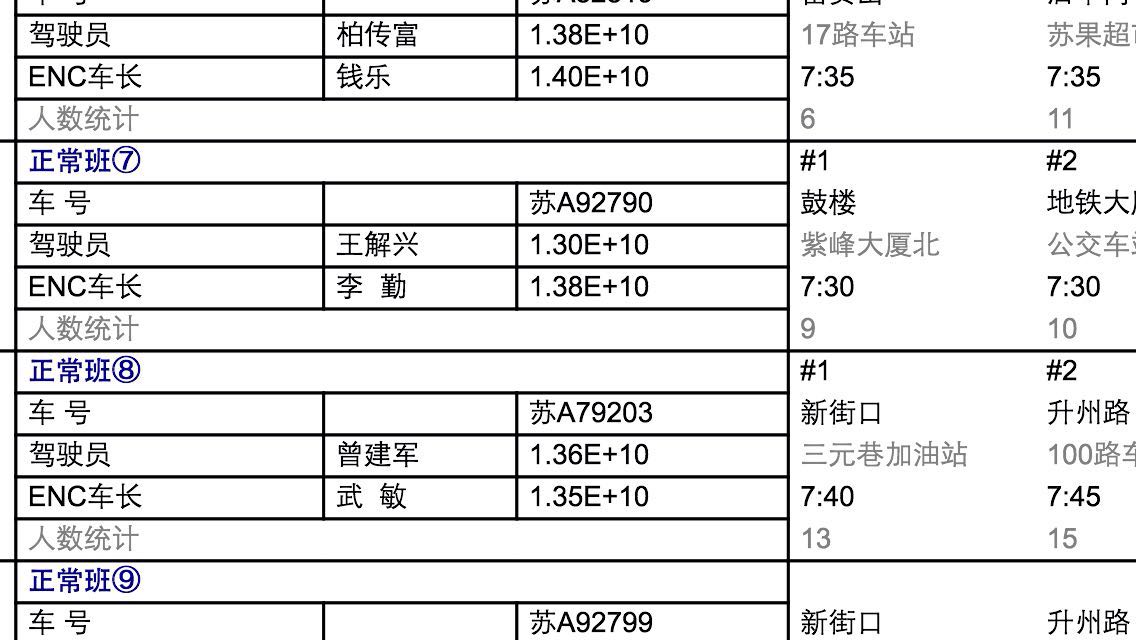 驾驶员 柏传富 1.38E+10 17路车站 苏果超
ENC车长 钱乐 1.40E+10 7:35 7:35
人数统计 6 11
正常班⑦ #1 #2
车 号 苏A92790 鼓楼 地铁大
驾驶员 王解兴 1.30E+10 紫峰大厦北 公交车
ENC车长 李 勤 1.38E+10 7:30 7:30
人数统计 9 10
正常班⑧ #1 #2
车 号 苏A79203 新街口 升州路
驾驶员 曾建军 1.36E+10 三元巷加油站 100路车
ENC车长 武 敏 1.35E+10 7:40 7:45
人数统计 13 15
正常班⑨
车 号 苏A92799 新街口 升州路